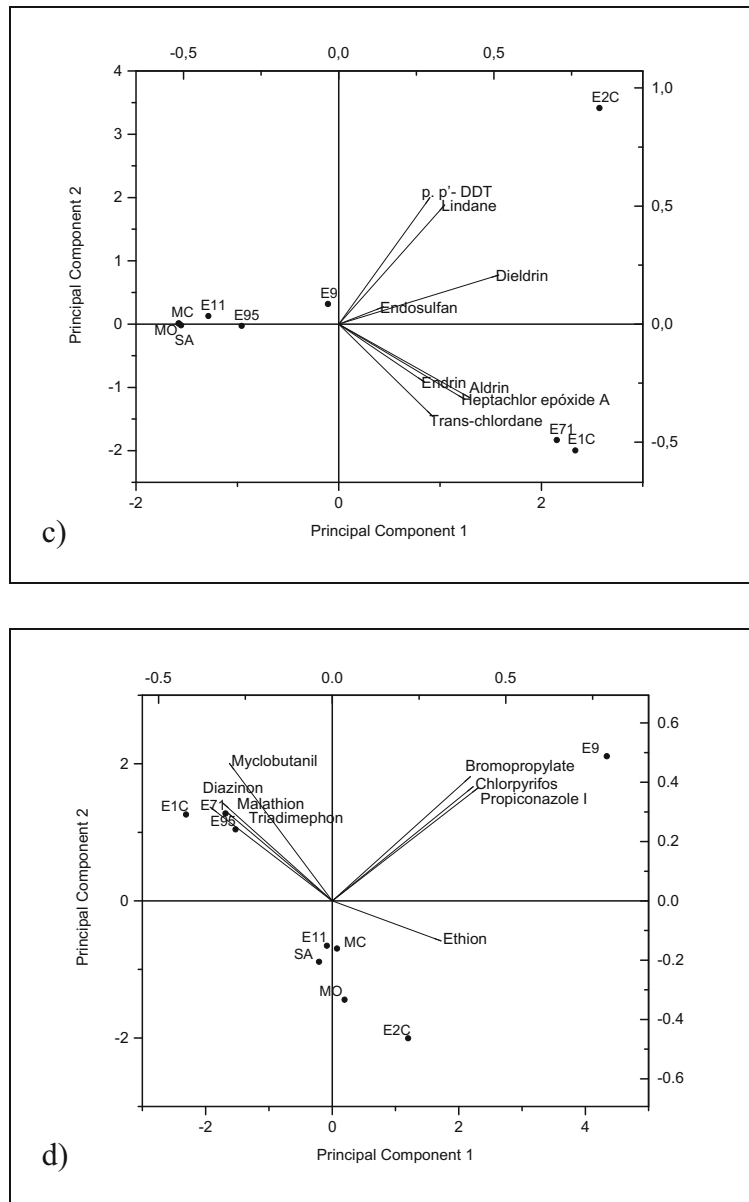 -0,5 0,0 0,5
4
3
2
1
0
-1
-2
1,0
0,5
0,0
-0,5
E2C
p. p'- DDT
Lindane
Dieldrin
E9
Endosulfan
MC
E11
E95
MO
SA
Endrin
Aldrin
Heptachlor epóxide A
Trans-chlordane
E71
E1C
-2 0 2
Principal Component 1
Principal Component 2
c)
-0.5 0.0 0.5
2
0
-2
0.6
0.4
0.2
0.0
-0.2
-0.4
-0.6
E9
Myclobutanil
Bromopropylate
Chlorpyrifos
Propiconazole I
Diazinon
Malathion
Triadimephon
E1C
E71
E95
Ethion
E11
MC
SA
MO
E2C
-2 0 2 4
Principal Component 1
Principal Component 2
d)